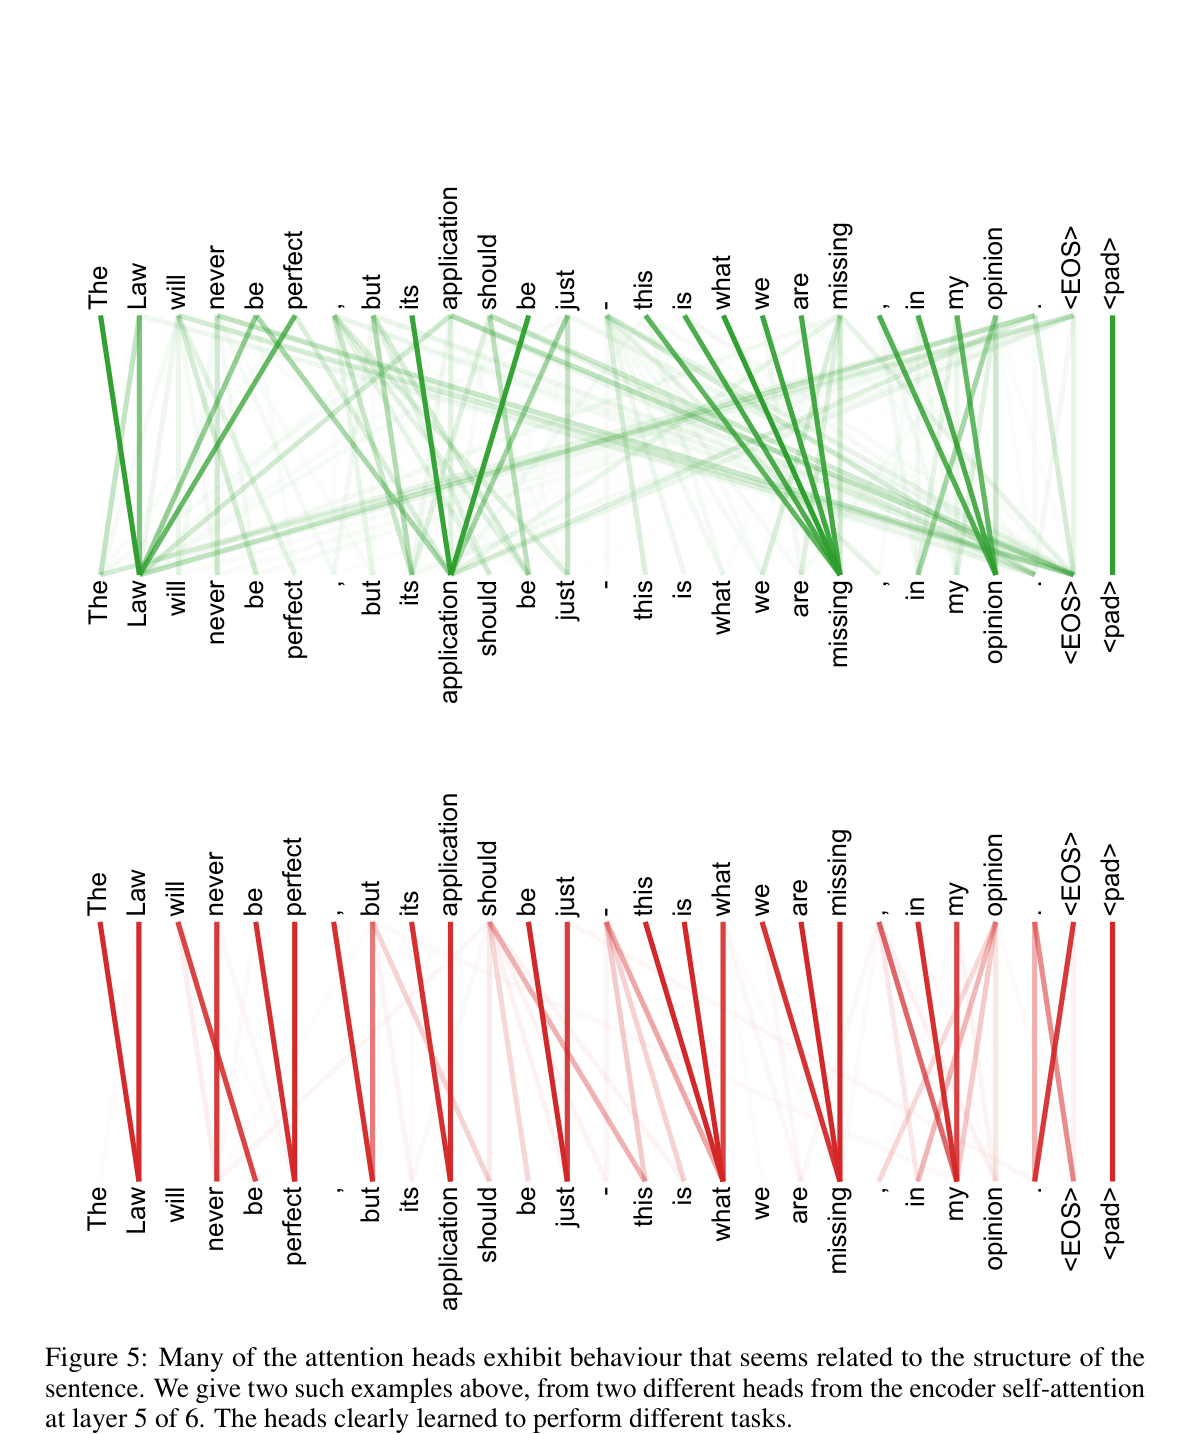 The Law will never be perfect , but its application should be just - this is what we are missing , in my opinion . <EOS> <pad>
The Law will never be perfect , but its application should be just - this is what we are missing , in my opinion . <EOS> <pad>
The Law will never be perfect , but its application should be just - this is what we are missing , in my opinion . <EOS> <pad>
The Law will never be perfect , but its application should be just - this is what we are missing , in my opinion . <EOS> <pad>
Figure 5: Many of the attention heads exhibit behaviour that seems related to the structure of the
sentence. We give two such examples above, from two different heads from the encoder self-attention
at layer 5 of 6. The heads clearly learned to perform different tasks.